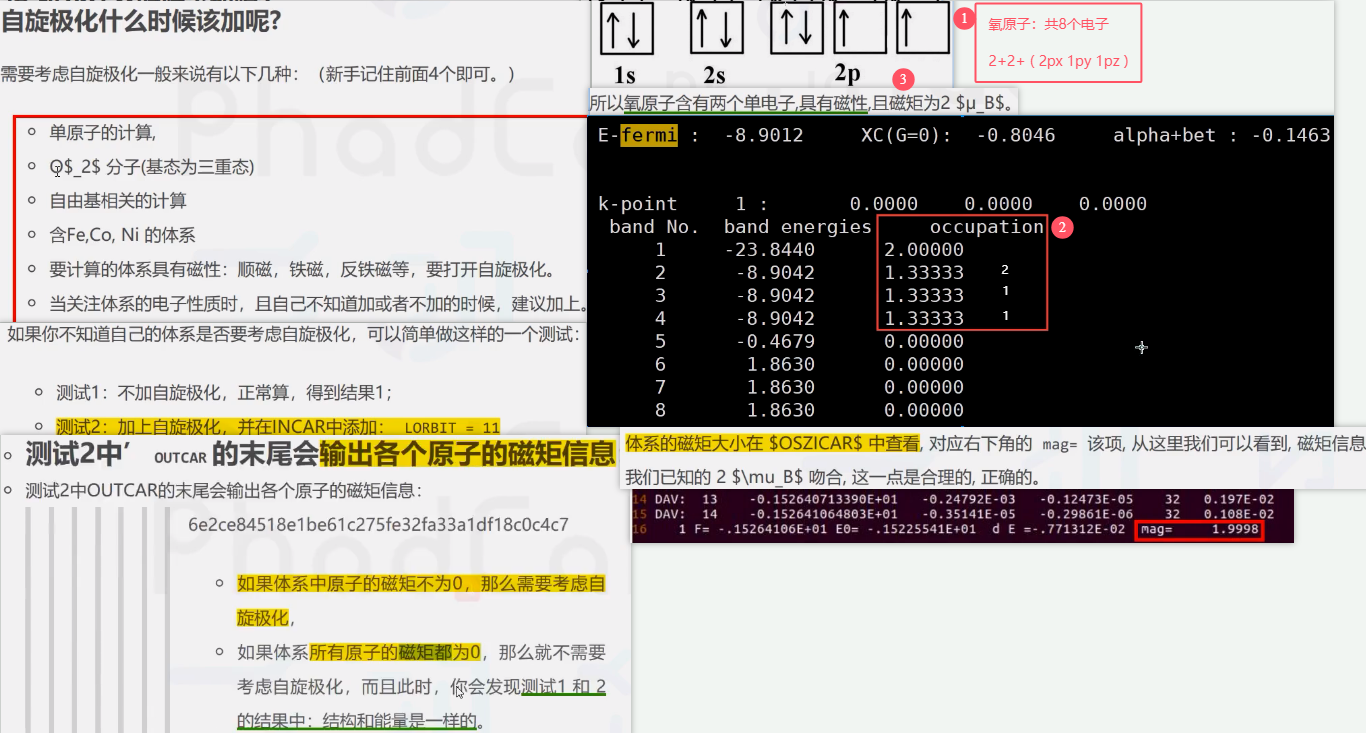 自旋极化什么时候该加呢?
需要考虑自旋极化一般来说有以下几种：（新手记住前面4个即可。）
单原子的计算,
O$_2$ 分子(基态为三重态)
自由基相关的计算
含Fe,Co, Ni 的体系
要计算的体系具有磁性：顺磁，铁磁，反铁磁等，要打开自旋极化。
当关注体系的电子性质时，且自己不知道加或者不加的时候，建议加上。
如果你不知道自己的体系是否要考虑自旋极化，可以简单做这样的一个测试：
测试1：不加自旋极化，正常算，得到结果1；
测试2：加上自旋极化，并在INCAR中添加： LORBIT = 11
测试2中’ OUTCAR 的末尾会输出各个原子的磁矩信息
测试2中OUTCAR的末尾会输出各个原子的磁矩信息：
6e2ce84518e1be61c275fe32fa33a1df18c0c4c7
如果体系中原子的磁矩不为0，那么需要考虑自
旋极化，
如果体系所有原子的磁矩都为0，那么就不需要
考虑自旋极化，而且此时，你会发现测试1 和 2
的结果中：结构和能量是一样的。
1s 2s 2p
1
氧原子：共8个电子
2+2+ ( 2px 1py 1pz )
3
所以氧原子含有两个单电子,具有磁性,且磁矩为2 $μ_B$。
E-fermi : -8.9012 XC(G=0): -0.8046 alpha+bet : -0.1463
k-point 1 : 0.0000 0.0000 0.0000
band No. band energies occupation 2
1 -23.8440 2.00000
2 -8.9042 1.33333 2
3 -8.9042 1.33333 1
4 -8.9042 1.33333 1
5 -0.4679 0.00000
6 1.8630 0.00000
7 1.8630 0.00000
8 1.8630 0.00000
体系的磁矩大小在 $OSZICAR$ 中查看, 对应右下角的 mag= 该项, 从这里我们可以看到, 磁矩信息
我们已知的 2 $\mu_B$ 吻合, 这一点是合理的, 正确的。
14 DAV: 13 -0.152640713390E+01 -0.24792E-03 -0.12473E-05 32 0.197E-02
15 DAV: 14 -0.152641064803E+01 -0.35141E-05 -0.29861E-06 32 0.108E-02
16 1 F= -.15264106E+01 E0= -.15225541E+01 d E =-.771312E-02 mag= 1.9998
PhadC
PhadCo